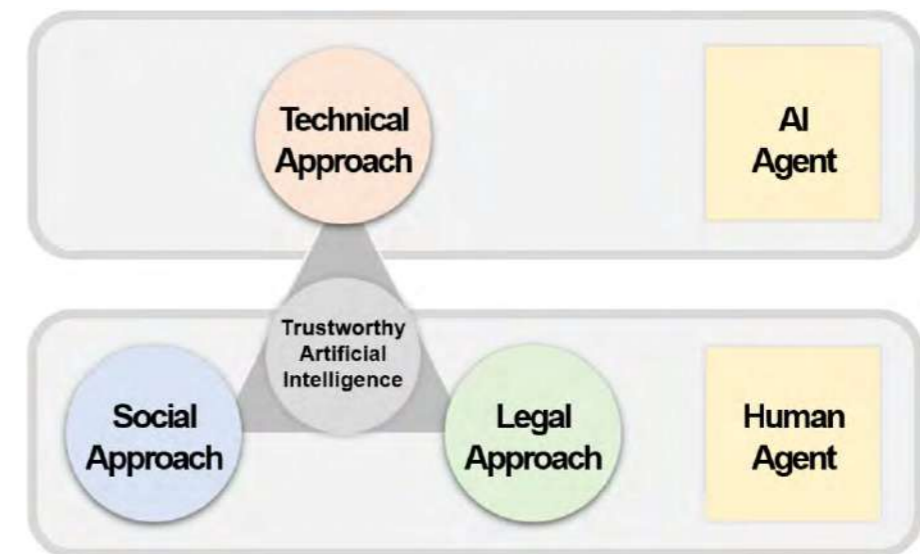 Technical
Approach
AI
Agent
Trustworthy
Artificial
Intelligence
Social
Approach
Legal
Approach
Human
Agent